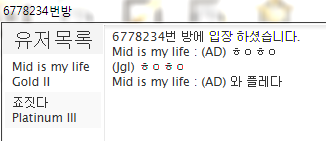 6778234번방
유저목록
Mid is my life
Gold II
죠짓다
Platinum III
6778234번 방에 입장 하셨습니다.
Mid is my life : (AD) ㅎㅇㅎㅇ
(Jgl) ㅎㅇㅎㅇ
Mid is my life : (AD) 와 플레다